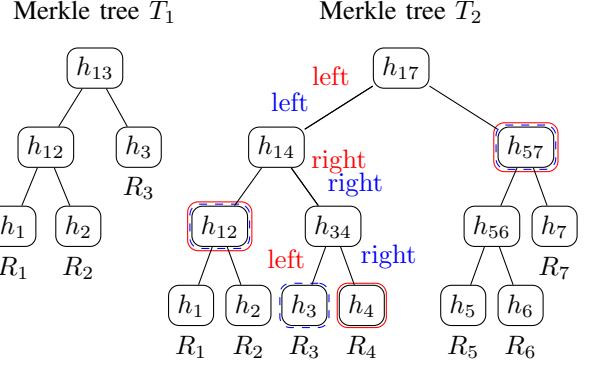 Merkle tree T₁ Merkle tree T₂
h₁₃ h₁₇
left
left
h₁₂ h₃ h₁₄ h₅₇
R₃ right
right
h₁ h₂ h₁₂ h₃₄ h₅₆ h₇
R₁ R₂ left right R₇
h₁ h₂ h₃ h₄ h₅ h₆
R₁ R₂ R₃ R₄ R₅ R₆